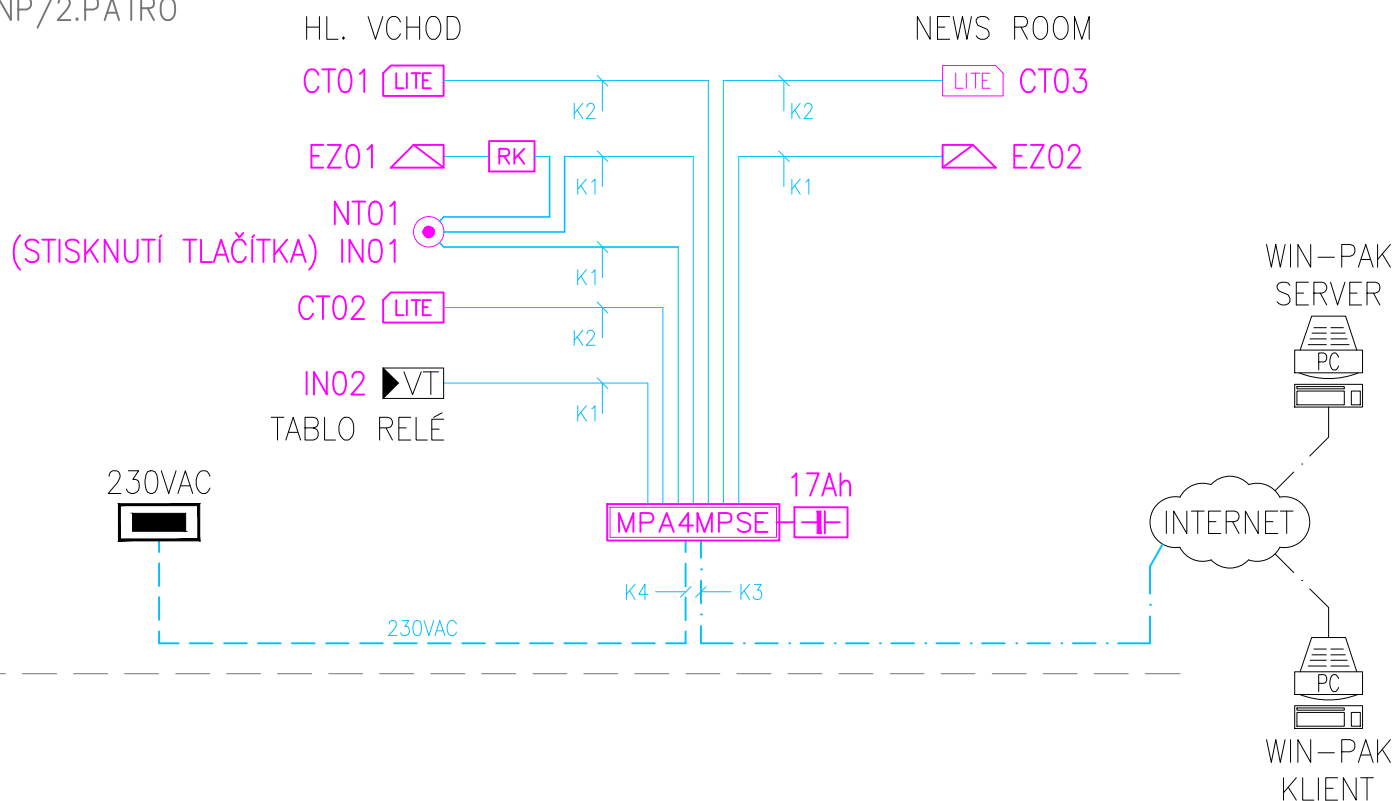 NP/2.PATRO
HL. VCHOD
NEWS ROOM
CT01 LITE
LITE CT03
K2
K2
EZ01
RK
EZ02
K1
K1
NT01
(STISKNUTÍ TLAČÍTKA) IN01
K1
WIN-PAK
SERVER
CT02 LITE
K2
PC
IN02 VT
K1
TABLO RELÉ
230VAC
17Ah
MPA4MPSE
INTERNET
K4
K3
230VAC
PC
WIN-PAK
KLIENT